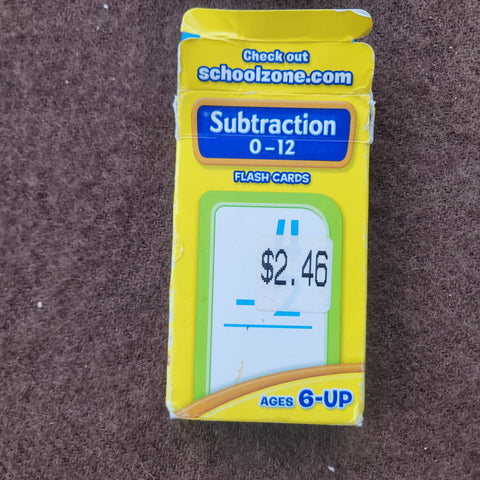 Check out
schoolzone.com
Subtraction
0-12
FLASH CARDS
$2.46
AGES 6-UP